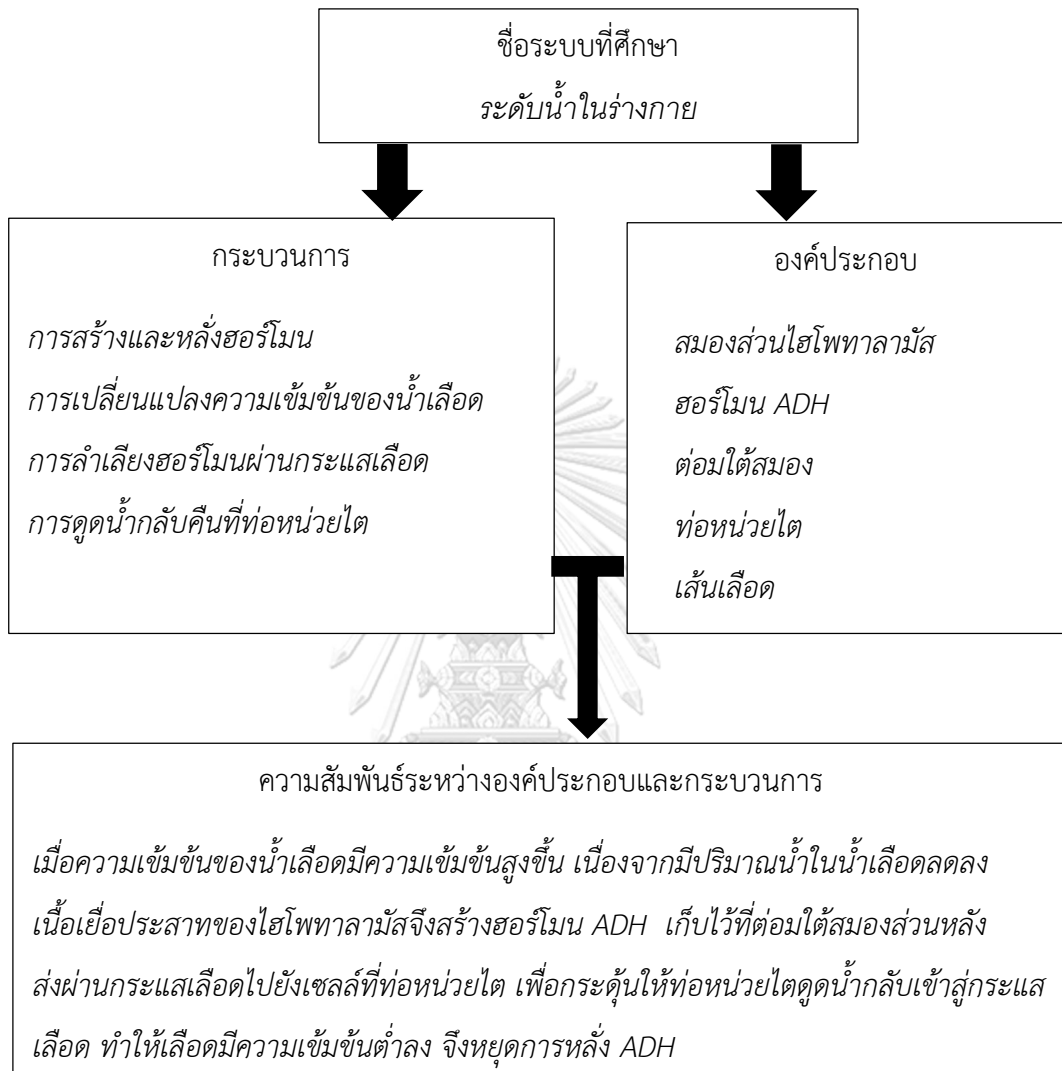 ชื่อระบบที่ศึกษา
ระดับน้ำในร่างกาย
กระบวนการ
การสร้างและหลั่งฮอร์โมน
การเปลี่ยนแปลงความเข้มข้นของน้ำเลือด
การลำเลียงฮอร์โมนผ่านกระแสเลือด
การดูดน้ำกลับคืนที่ท่อหน่วยไต
องค์ประกอบ
สมองส่วนไฮโพทาลามัส
ฮอร์โมน ADH
ต่อมใต้สมอง
ท่อหน่วยไต
เส้นเลือด
ความสัมพันธ์ระหว่างองค์ประกอบและกระบวนการ
เมื่อความเข้มข้นของน้ำเลือดมีความเข้มข้นสูงขึ้น เนื่องจากมีปริมาณน้ำในน้ำเลือดลดลง
เนื้อเยื่อประสาทของไฮโพทาลามัสจึงสร้างฮอร์โมน ADH เก็บไว้ที่ต่อมใต้สมองส่วนหลัง
ส่งผ่านกระแสเลือดไปยังเซลล์ที่ท่อหน่วยไต เพื่อกระตุ้นให้ท่อหน่วยไตดูดน้ำกลับเข้าสู่กระแส
เลือด ทำให้เลือดมีความเข้มข้นต่ำลง จึงหยุดการหลั่ง ADH